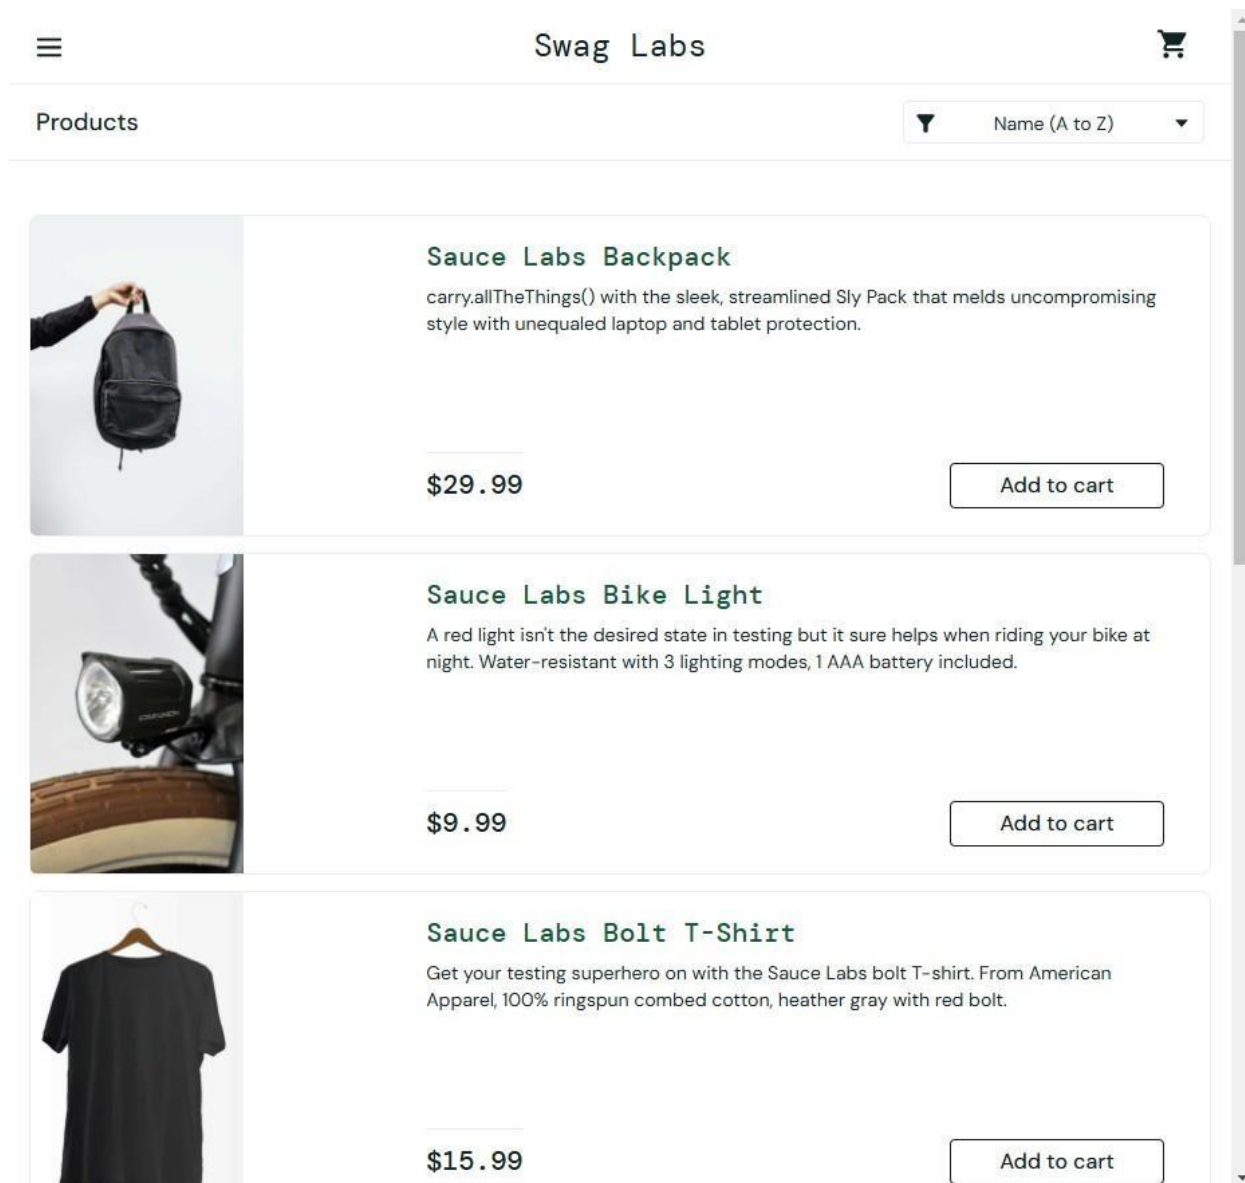 Swag Labs
Products
Name (A to Z)
Sauce Labs Backpack
carry.allTheThings() with the sleek, streamlined Sly Pack that melds uncompromising
style with unequaled laptop and tablet protection.
$29.99
Add to cart
Sauce Labs Bike Light
A red light isn't the desired state in testing but it sure helps when riding your bike at
night. Water-resistant with 3 lighting modes, 1 AAA battery included.
$9.99
Add to cart
Sauce Labs Bolt T-Shirt
Get your testing superhero on with the Sauce Labs bolt T-shirt. From American
Apparel, 100% ringspun combed cotton, heather gray with red bolt.
$15.99
Add to cart